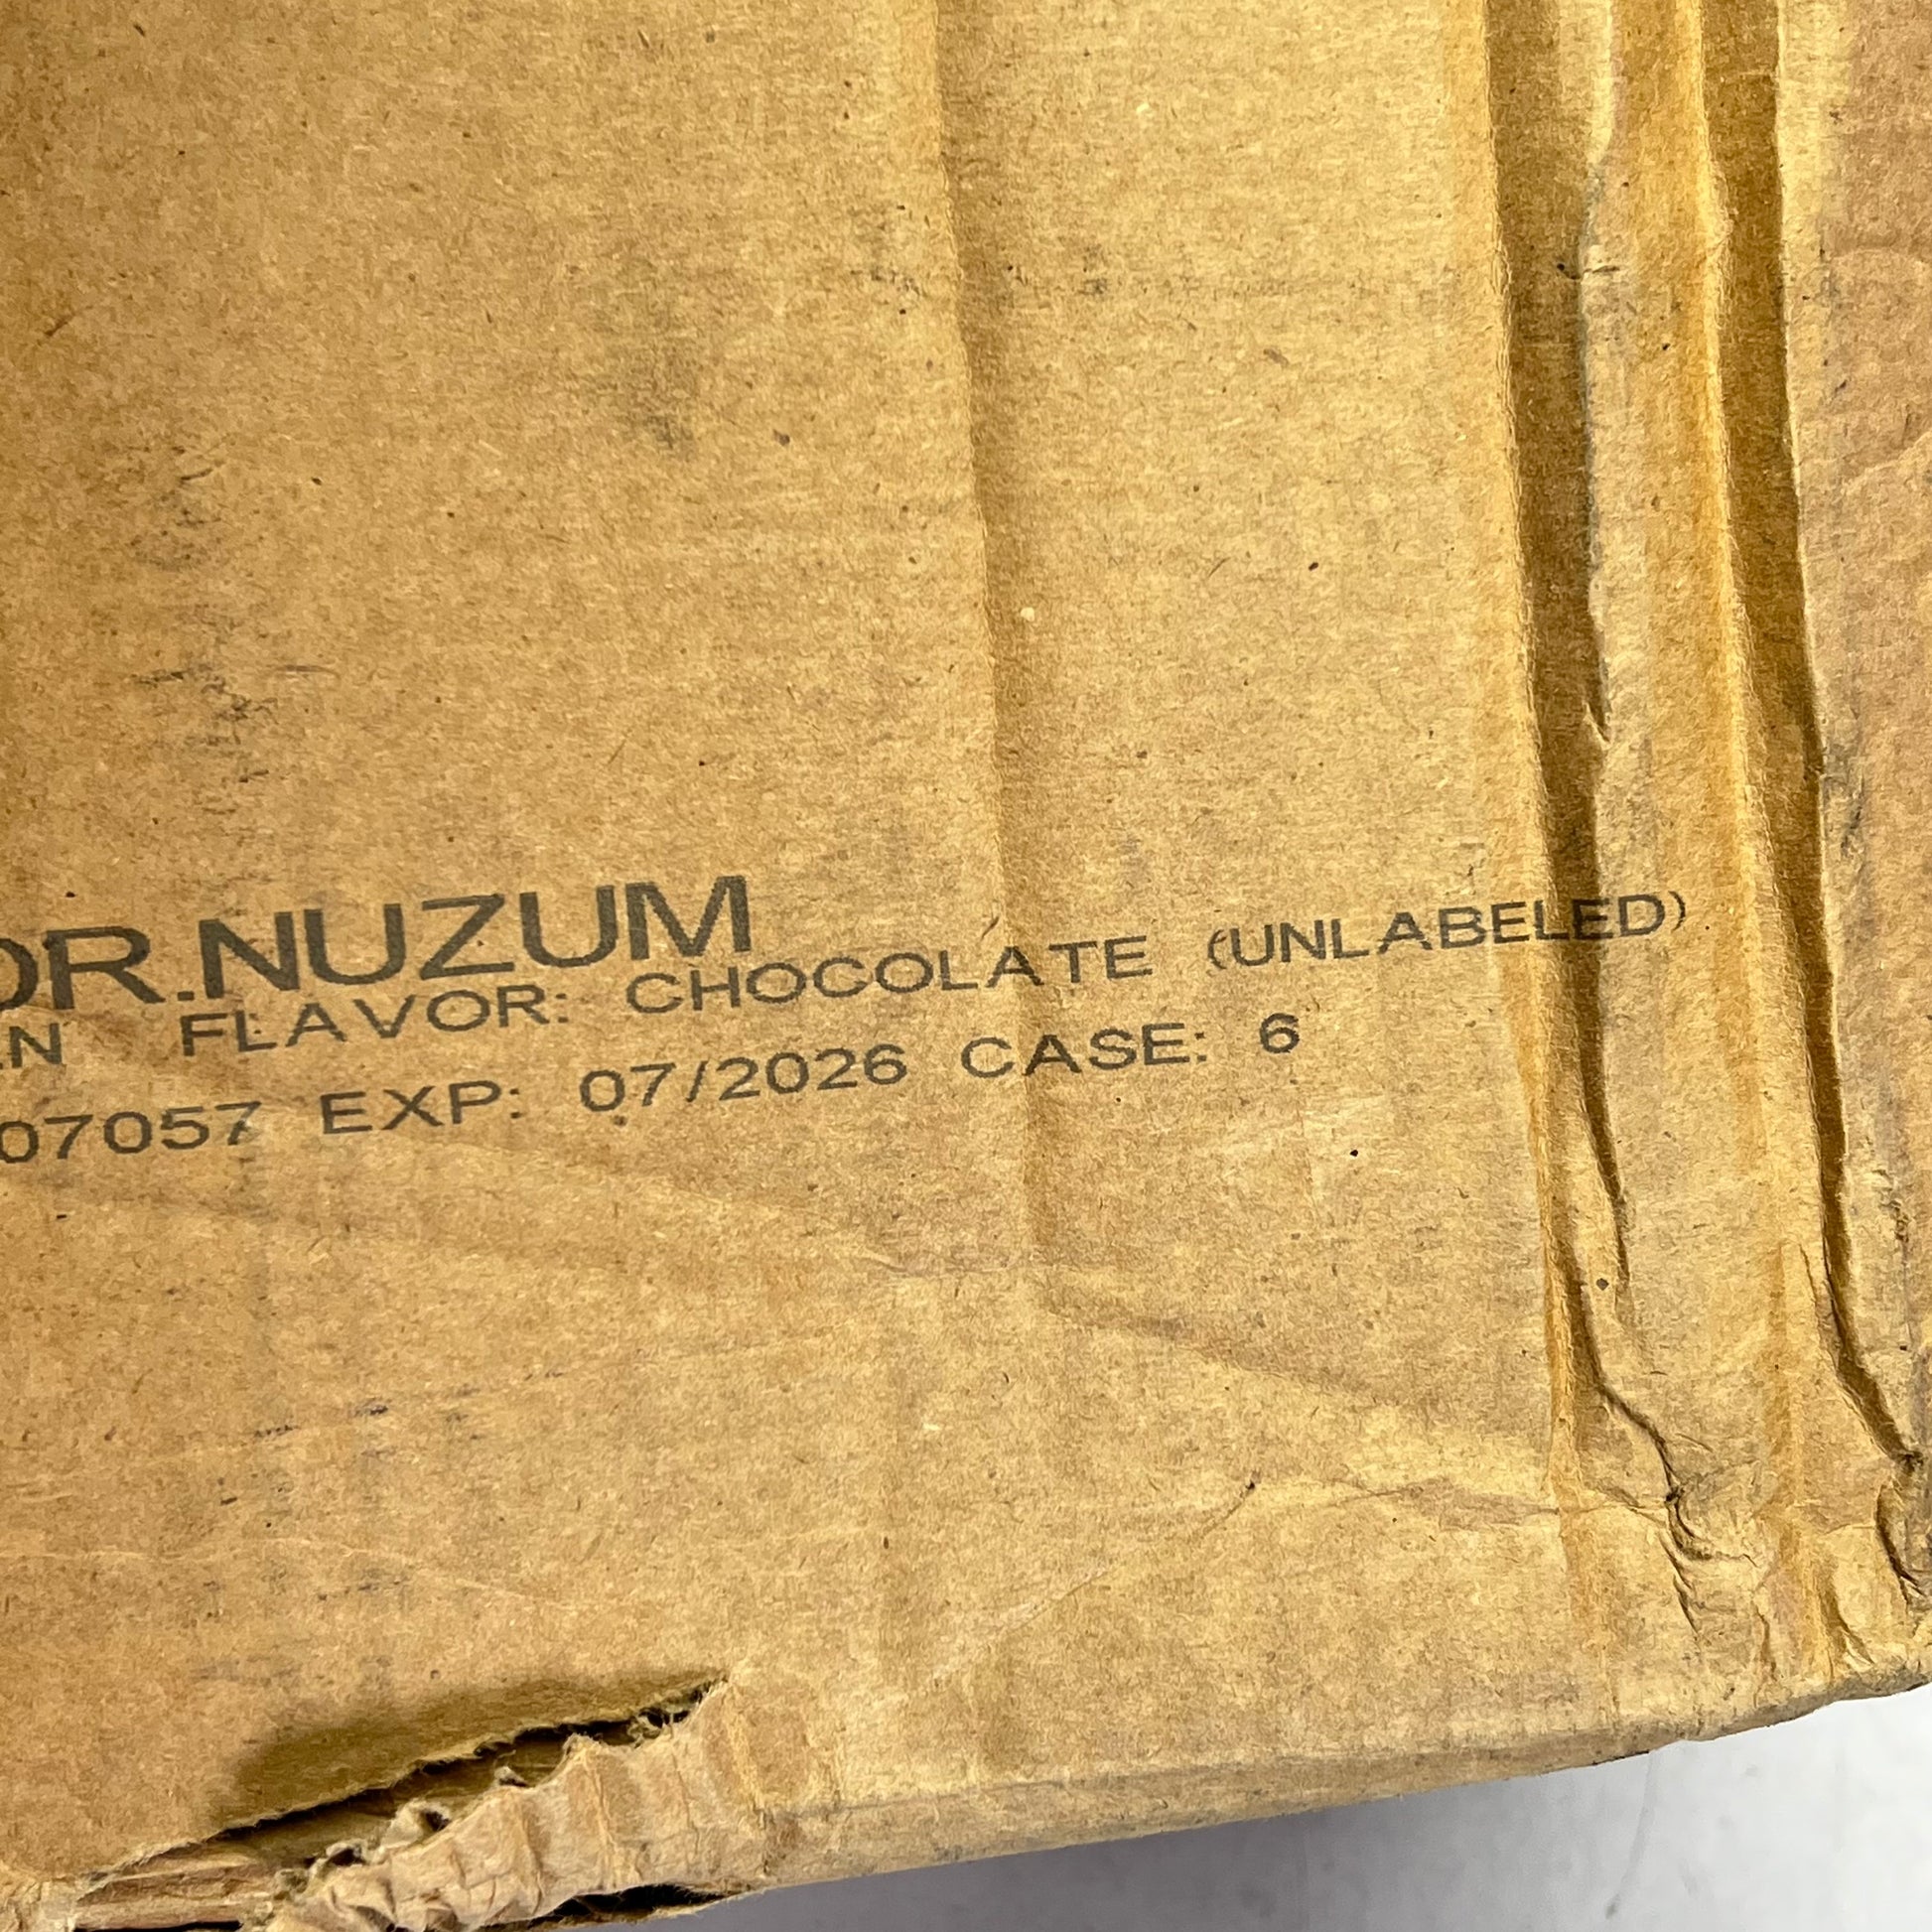 DR.NUZUM
FLAVOR: CHOCOLATE (UNLABELED)
07057 EXP: 07/2026 CASE: 6